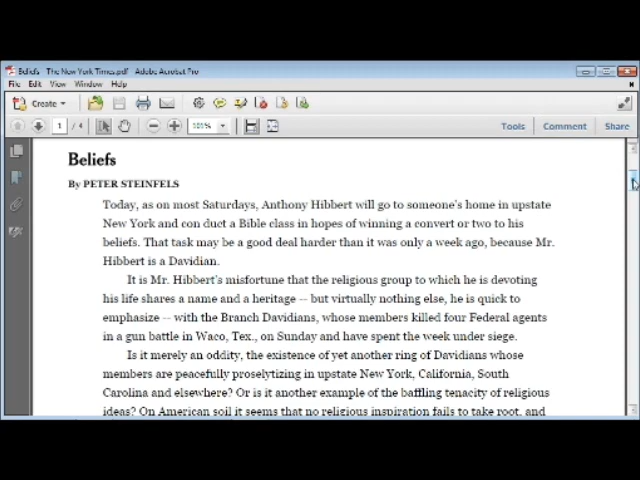 Beliefs - The New York Times.pdf - Adobe Acrobat Pro
File Edit View Window Help
Create
1 / 4 101% Tools Comment Share
Beliefs
By PETER STEINFELS
Today, as on most Saturdays, Anthony Hibbert will go to someone's home in upstate
New York and con duct a Bible class in hopes of winning a convert or two to his
beliefs. That task may be a good deal harder than it was only a week ago, because Mr.
Hibbert is a Davidian.
It is Mr. Hibbert's misfortune that the religious group to which he is devoting
his life shares a name and a heritage -- but virtually nothing else, he is quick to
emphasize -- with the Branch Davidians, whose members killed four Federal agents
in a gun battle in Waco, Tex., on Sunday and have spent the week under siege.
Is it merely an oddity, the existence of yet another ring of Davidians whose
members are peacefully proselytizing in upstate New York, California, South
Carolina and elsewhere? Or is it another example of the baffling tenacity of religious
ideas? On American soil it seems that no religious inspiration fails to take root, and